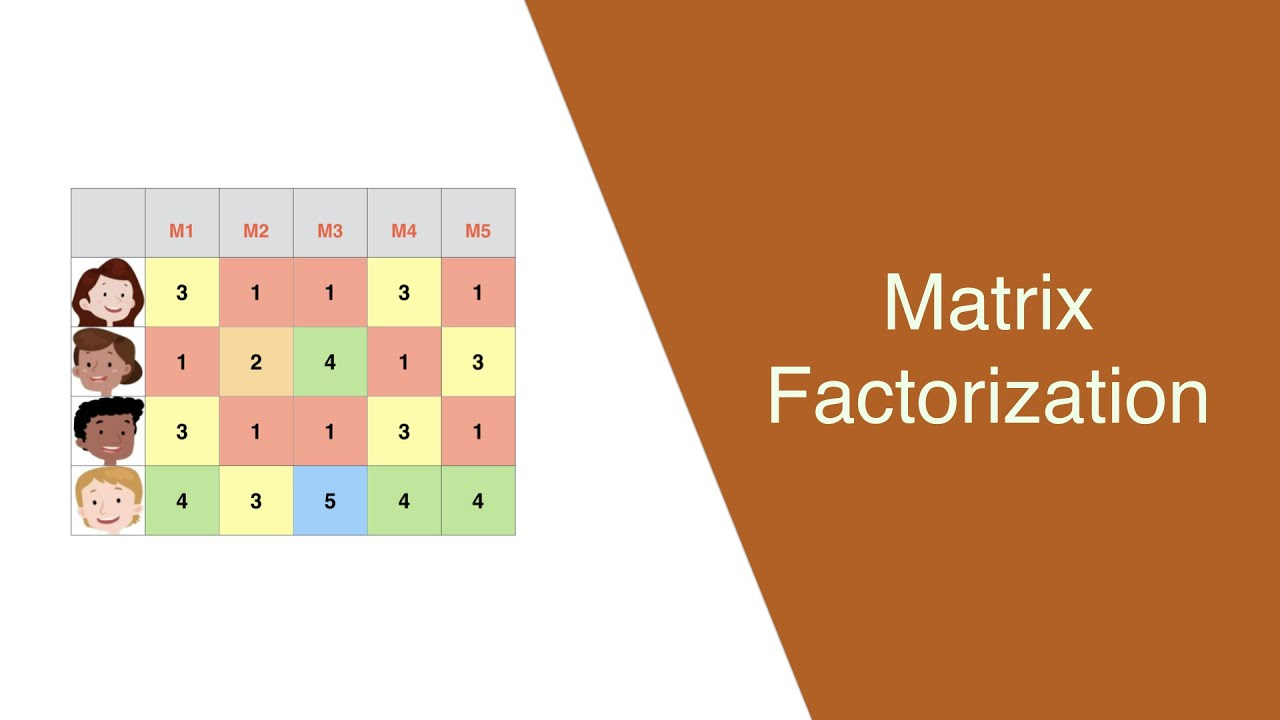 M1 M2 M3 M4 M5
3 1 1 3 1
1 2 4 1 3
3 1 1 3 1
4 3 5 4 4
Matrix
Factorization